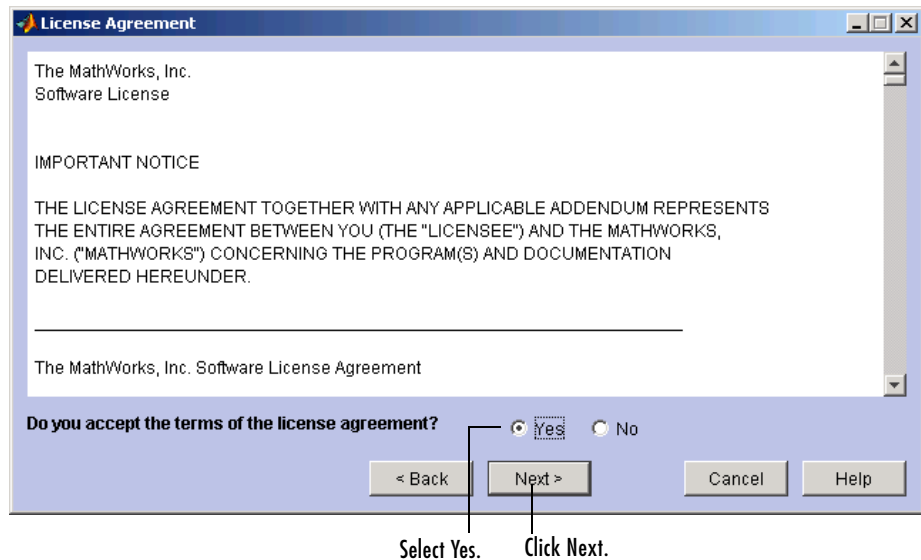 License Agreement
The MathWorks, Inc.
Software License
IMPORTANT NOTICE
THE LICENSE AGREEMENT TOGETHER WITH ANY APPLICABLE ADDENDUM REPRESENTS
THE ENTIRE AGREEMENT BETWEEN YOU (THE "LICENSEE") AND THE MATHWORKS,
INC. ("MATHWORKS") CONCERNING THE PROGRAM(S) AND DOCUMENTATION
DELIVERED HEREUNDER.
The MathWorks, Inc. Software License Agreement
Do you accept the terms of the license agreement? Yes No
< Back Next > Cancel Help
Select Yes. Click Next.